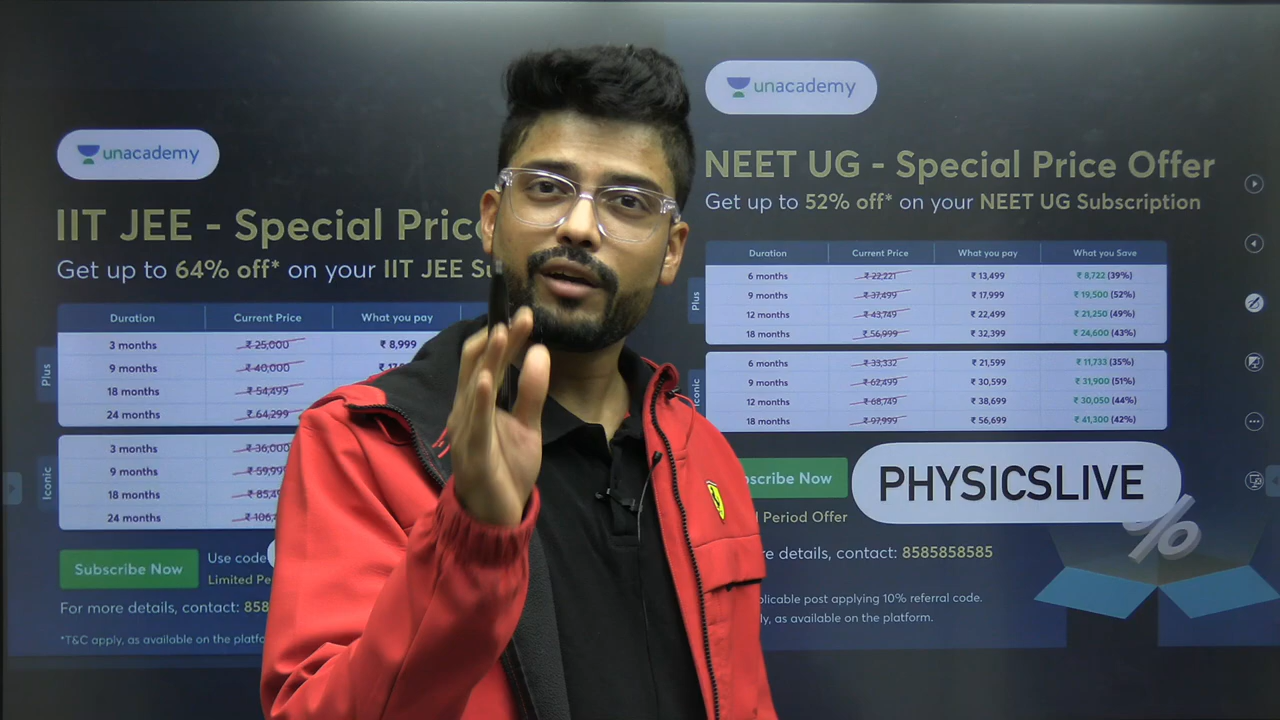 unacademy
IIT JEE - Special Price
Get up to 64% off* on your IIT JEE
Duration Current Price What you pay
Plus
3 months ₹ 25,000 ₹ 8,999
9 months ₹ 40,000
18 months ₹ 54,499
24 months ₹ 64,299
Iconic
3 months ₹ 36,000
9 months
18 months
24 months
Subscribe Now
Use code
Limited
For more details, contact:
*T&C apply, as available on the
unacademy
NEET UG - Special Price Offer
Get up to 52% off* on your NEET UG Subscription
Duration Current Price What you pay What you Save
Plus
6 months ₹ 22,221 ₹ 13,499 ₹ 8,722 (39%)
9 months ₹ 37,499 ₹ 17,999 ₹ 19,500 (52%)
12 months ₹ 43,749 ₹ 22,499 ₹ 21,250 (49%)
18 months ₹ 56,999 ₹ 32,399 ₹ 24,600 (43%)
6 months ₹ 33,332 ₹ 21,599 ₹ 11,733 (35%)
9 months ₹ 62,499 ₹ 30,599 ₹ 31,900 (51%)
12 months ₹ 68,749 ₹ 38,699 ₹ 30,050 (44%)
18 months ₹ 97,999 ₹ 56,699 ₹ 41,300 (42%)
Now
PHYSICSLIVE
Period Offer
details, contact: 8585858585
post applying 10% referral code.
as available on the platform.
%